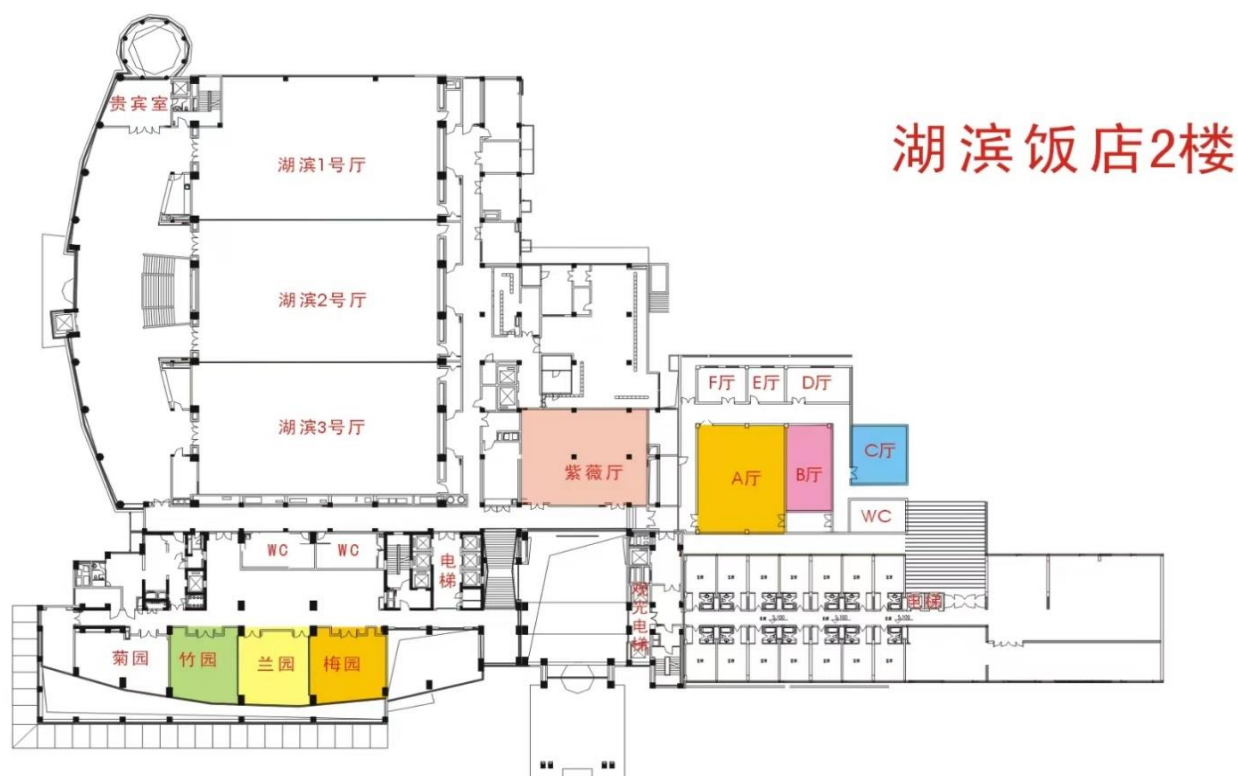 湖滨饭店2楼
贵宾室
湖滨1号厅
湖滨2号厅
湖滨3号厅
F厅
E厅
D厅
紫薇厅
A厅
B厅
C厅
WC
WC
WC
电梯
观光电梯
电梯
菊园
竹园
兰园
梅园